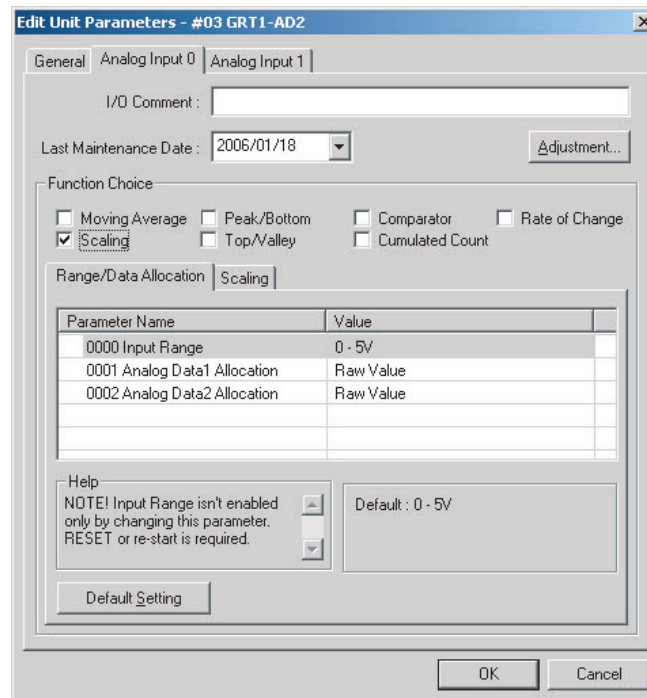 Edit Unit Parameters - #03 GRT1-AD2
General Analog Input 0 Analog Input 1
I/O Comment :
Last Maintenance Date : 2006/01/18 Adjustment...
Function Choice
Moving Average Peak/Bottom Comparator Rate of Change
Scaling Top/Valley Cumulated Count
Range/Data Allocation Scaling
Parameter Name Value
0000 Input Range 0 - 5V
0001 Analog Data1 Allocation Raw Value
0002 Analog Data2 Allocation Raw Value
Help
NOTE! Input Range isn't enabled
only by changing this parameter.
RESET or re-start is required.
Default : 0 - 5V
Default Setting
OK Cancel